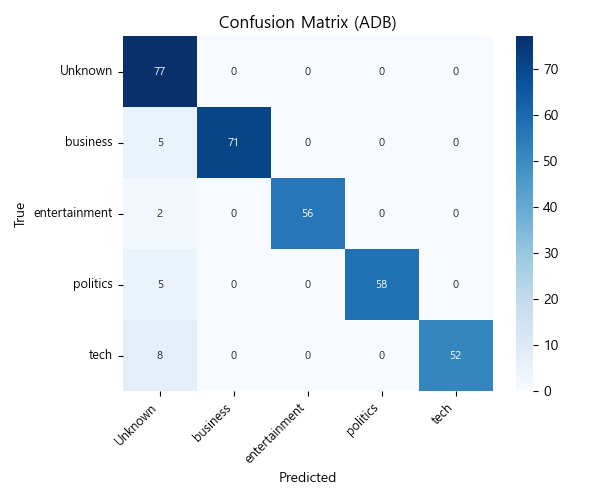 Confusion Matrix (ADB)
Unknown 77 0 0 0 0
business 5 71 0 0 0
entertainment 2 0 56 0 0
politics 5 0 0 58 0
tech 8 0 0 0 52
True
Unknown business entertainment politics tech
Predicted
70
60
50
40
30
20
10
0